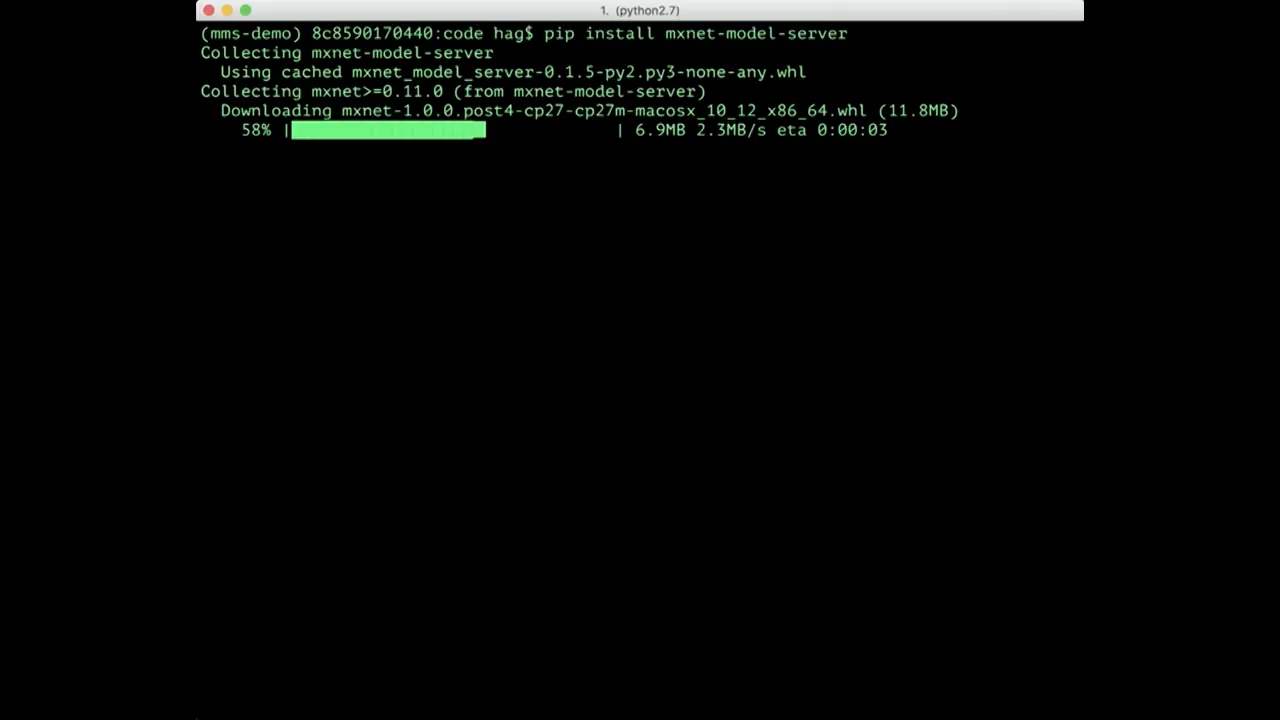 1. (python2.7)
(mms-demo) 8c8590170440:code hag$ pip install mxnet-model-server
Collecting mxnet-model-server
Using cached mxnet_model_server-0.1.5-py2.py3-none-any.whl
Collecting mxnet>=0.11.0 (from mxnet-model-server)
Downloading mxnet-1.0.0.post4-cp27-cp27m-macosx_10_12_x86_64.whl (11.8MB)
58% | | 6.9MB 2.3MB/s eta 0:00:03